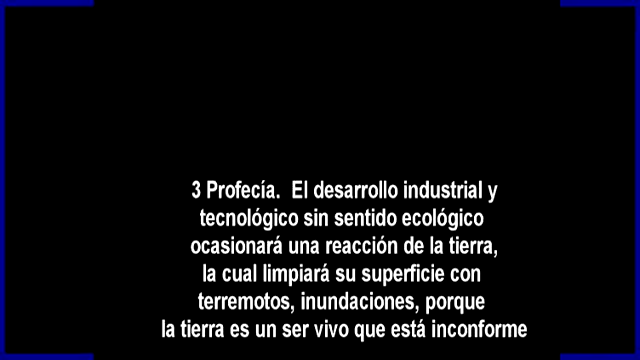 3 Profecía. El desarrollo industrial y
tecnológico sin sentido ecológico
ocasionará una reacción de la tierra,
la cual limpiará su superficie con
terremotos, inundaciones, porque
la tierra es un ser vivo que está inconforme